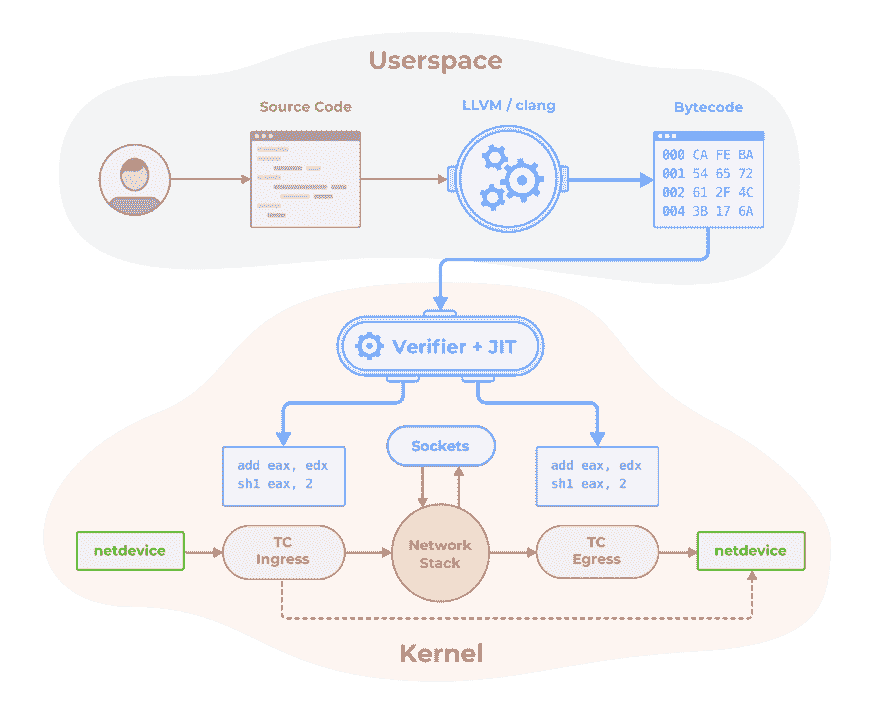 Userspace
Source Code
LLVM / clang
Bytecode
000 CA FE BA
001 54 65 72
002 61 2F 4C
004 3B 17 6A
Verifier + JIT
add eax, edx
shl eax, 2
Sockets
add eax, edx
shl eax, 2
netdevice
TC
Ingress
Network
Stack
TC
Egress
netdevice
Kernel